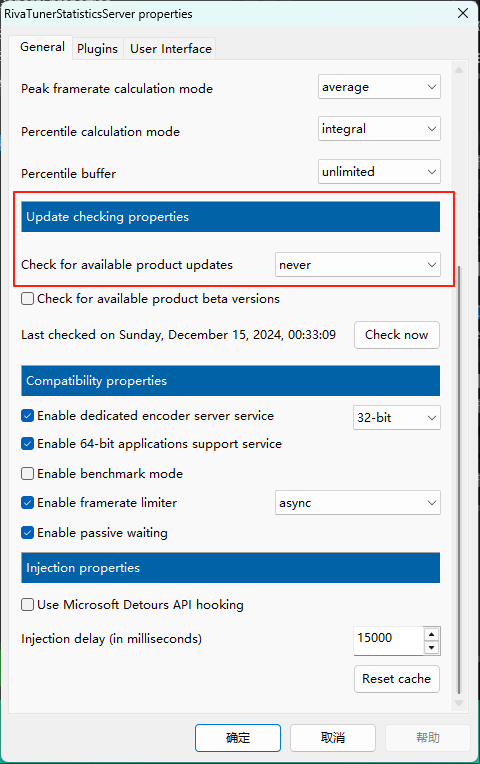 RivaTunerStatisticsServer properties
General Plugins User Interface
Peak framerate calculation mode average
Percentile calculation mode integral
Percentile buffer unlimited
Update checking properties
Check for available product updates never
Check for available product beta versions
Last checked on Sunday, December 15, 2024, 00:33:09 Check now
Compatibility properties
Enable dedicated encoder server service 32-bit
Enable 64-bit applications support service
Enable benchmark mode
Enable framerate limiter async
Enable passive waiting
Injection properties
Use Microsoft Detours API hooking
Injection delay (in milliseconds) 15000
Reset cache
确定 取消 帮助